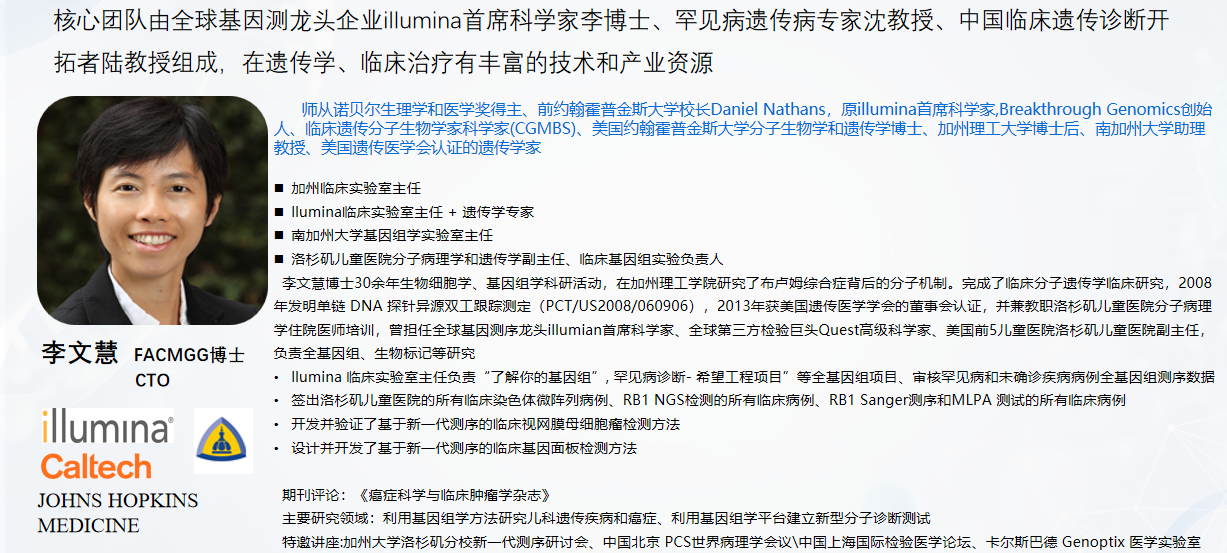 核心团队由全球基因测龙头企业illumina首席科学家李博士、罕见病遗传病专家沈教授、中国临床遗传诊断开
拓者陆教授组成，在遗传学、临床治疗有丰富的技术和产业资源
师从诺贝尔生理学和医学奖得主、前约翰霍普金斯大学校长Daniel Nathans，原illumina首席科学家,Breakthrough Genomics创始
人、临床遗传分子生物学家科学家(CGMBS)、美国约翰霍普金斯大学分子生物学和遗传学博士、加州理工大学博士后、南加州大学助理
教授、美国遗传医学会认证的遗传学家
■ 加州临床实验室主任
■ llumina临床实验室主任 + 遗传学专家
■ 南加州大学基因组学实验室主任
■ 洛杉矶儿童医院分子病理学和遗传学副主任、临床基因组实验负责人
李文慧博士30余年生物细胞学、基因组学科研活动，在加州理工学院研究了布卢姆综合症背后的分子机制。完成了临床分子遗传学临床研究，2008
年发明单链 DNA 探针异源双工跟踪测定（PCT/US2008/060906），2013年获美国遗传医学学会的董事会认证，并兼教职洛杉矶儿童医院分子病理
学住院医师培训，曾担任全球基因测序龙头illumian首席科学家、全球第三方检验巨头Quest高级科学家、美国前5儿童医院洛杉矶儿童医院副主任，
负责全基因组、生物标记等研究
• llumina 临床实验室主任负责“了解你的基因组”, 罕见病诊断- 希望工程项目”等全基因组项目、审核罕见病和未确诊疾病病例全基因组测序数据
• 签出洛杉矶儿童医院的所有临床染色体微阵列病例、RB1 NGS检测的所有临床病例、RB1 Sanger测序和MLPA 测试的所有临床病例
• 开发并验证了基于新一代测序的临床视网膜母细胞瘤检测方法
• 设计并开发了基于新一代测序的临床基因面板检测方法
期刊评论：《癌症科学与临床肿瘤学杂志》
主要研究领域：利用基因组学方法研究儿科遗传疾病和癌症、利用基因组学平台建立新型分子诊断测试
特邀讲座:加州大学洛杉矶分校新一代测序研讨会、中国北京 PCS世界病理学会议\中国上海国际检验医学论坛、卡尔斯巴德 Genoptix 医学实验室
李文慧 FACMGG博士
CTO
illumina®
Caltech
JOHNS HOPKINS
MEDICINE